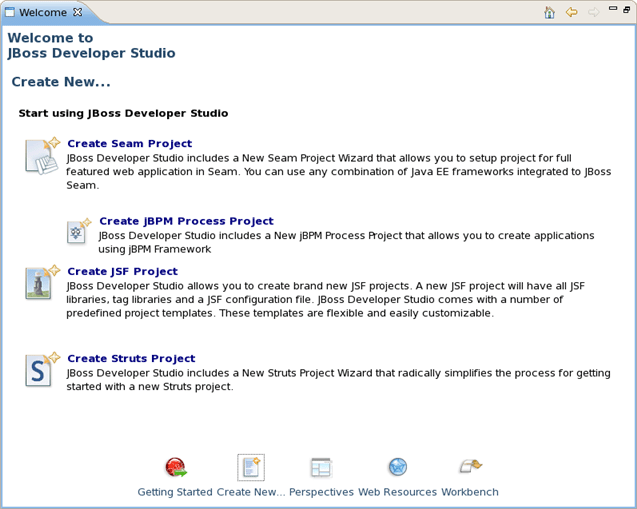 Welcome
Welcome to
JBoss Developer Studio
Create New...
Start using JBoss Developer Studio
Create Seam Project
JBoss Developer Studio includes a New Seam Project Wizard that allows you to setup project for full
featured web application in Seam. You can use any combination of Java EE frameworks integrated to JBoss
Seam.
Create jBPM Process Project
JBoss Developer Studio includes a New jBPM Process Project that allows you to create applications
using jBPM Framework
Create JSF Project
JBoss Developer Studio allows you to create brand new JSF projects. A new JSF project will have all JSF
libraries, tag libraries and a JSF configuration file. JBoss Developer Studio comes with a number of
predefined project templates. These templates are flexible and easily customizable.
S
Create Struts Project
JBoss Developer Studio includes a New Struts Project Wizard that radically simplifies the process for getting
started with a new Struts project.
Getting Started Create New... Perspectives Web Resources Workbench